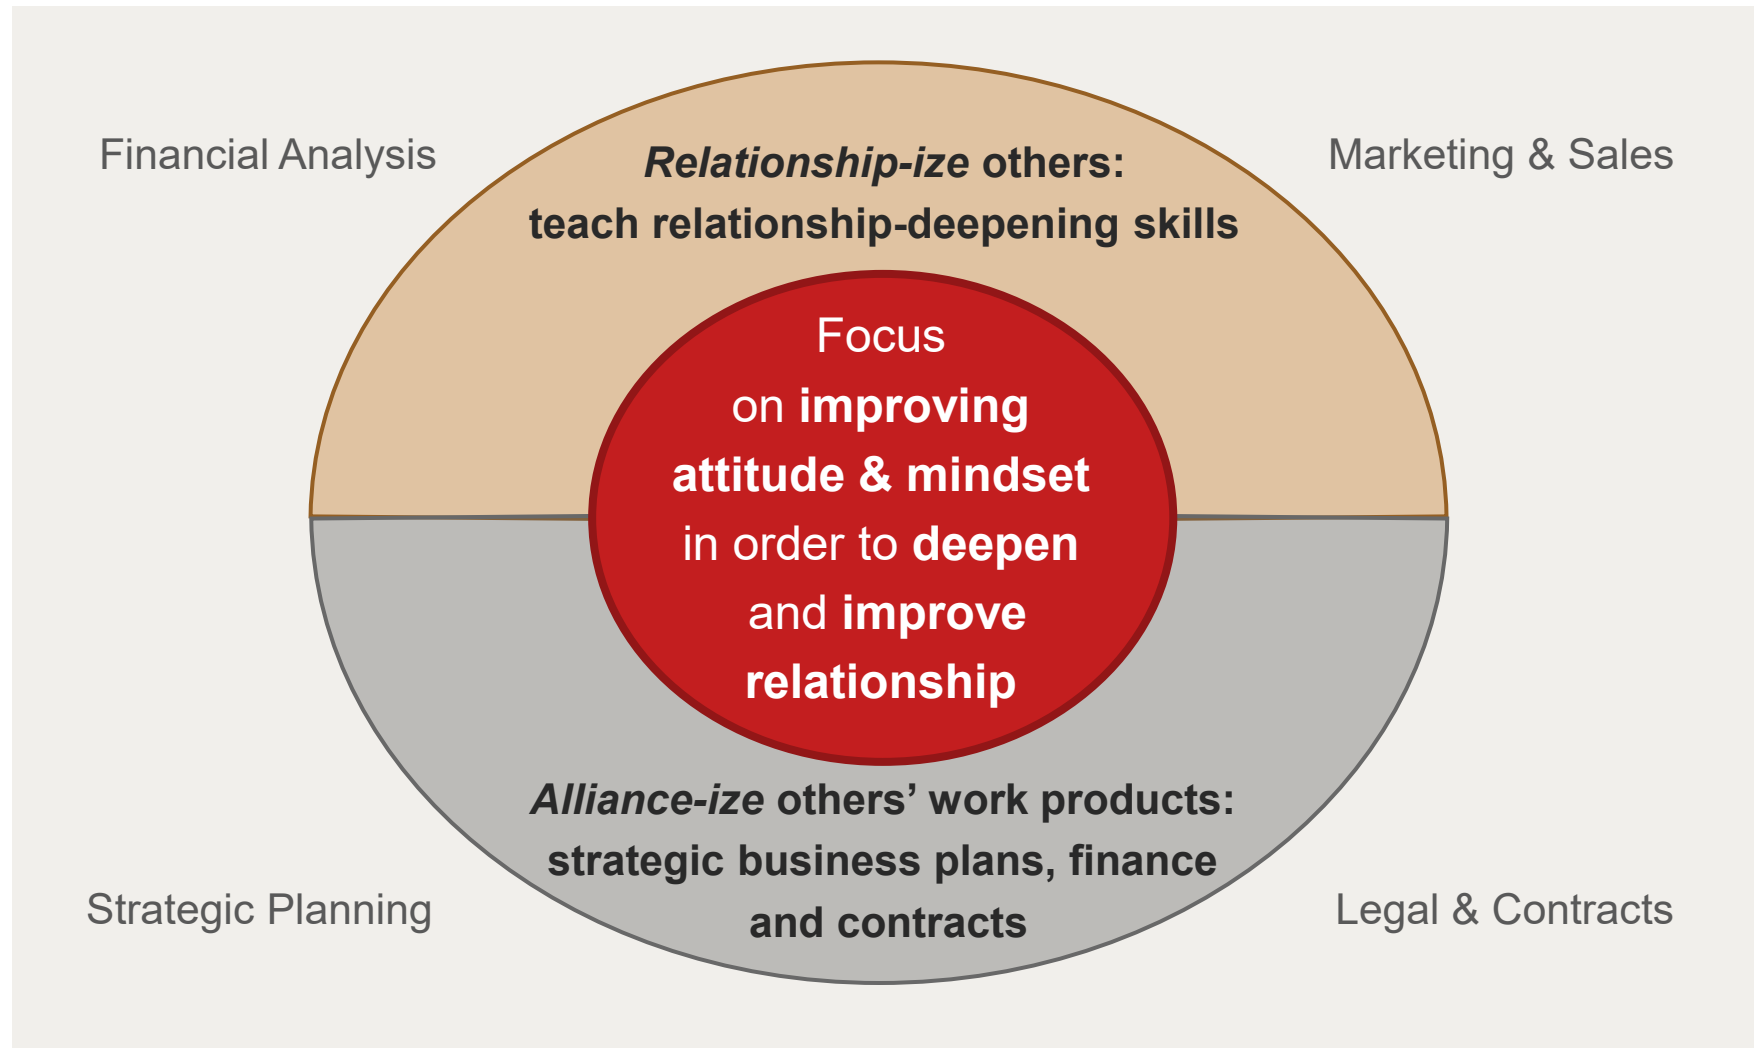 Financial Analysis
Marketing & Sales
Relationship-ize others:
teach relationship-deepening skills
Focus
on improving
attitude & mindset
in order to deepen
and improve
relationship
Alliance-ize others’ work products:
strategic business plans, finance
and contracts
Strategic Planning
Legal & Contracts